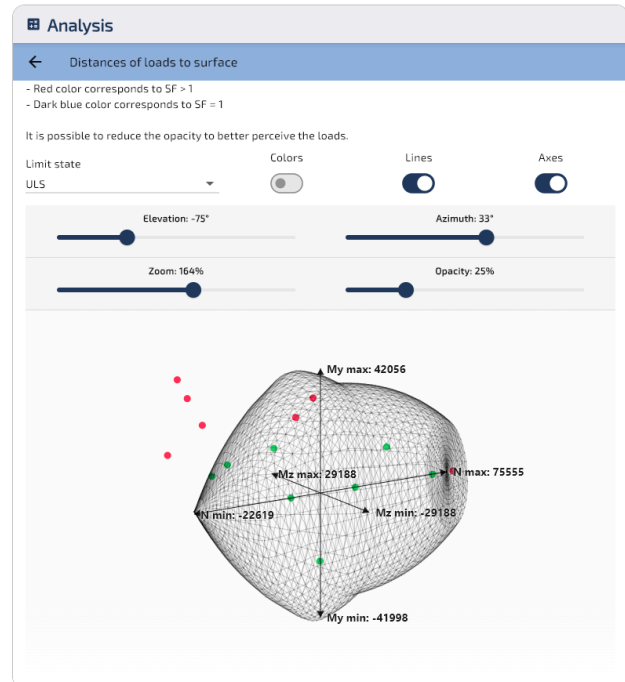 Analysis
Distances of loads to surface
- Red color corresponds to SF > 1
- Dark blue color corresponds to SF = 1
It is possible to reduce the opacity to better perceive the loads.
Limit state
Colors
Lines
Axes
ULS
Elevation: -75°
Azimuth: 33°
Zoom: 164%
Opacity: 25%
My max: 42056
Mz max: 29188
N max: 75555
N min: -22619
Mz min: -29188
My min: -41998